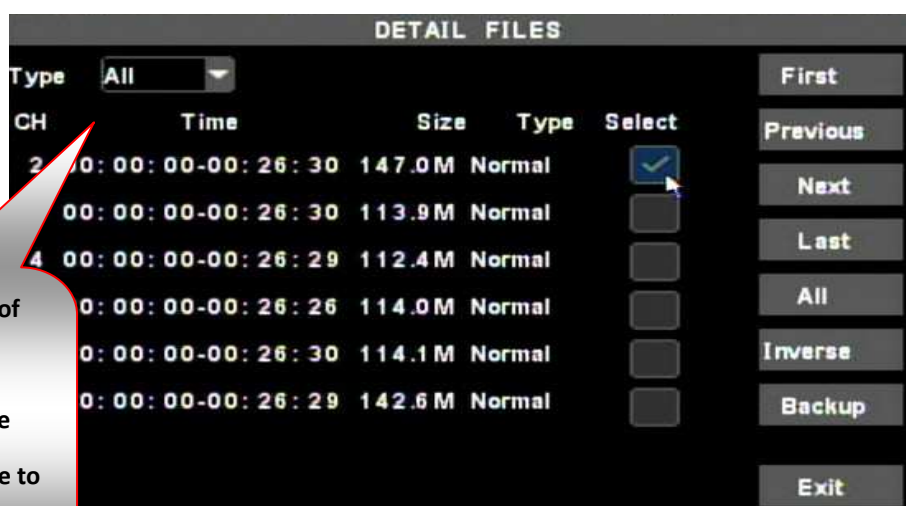 DETAIL FILES
Type All First
CH Time Size Type Select Previous
2 00:00:00-00:26:30 147.0M Normal Next
00:00:00-00:26:30 113.9M Normal Last
4 00:00:00-00:26:29 112.4M Normal All
0:00:00-00:26:26 114.0M Normal
0:00:00-00:26:30 114.1M Normal Inverse
0:00:00-00:26:29 142.6M Normal Backup
Exit
of
e
e to